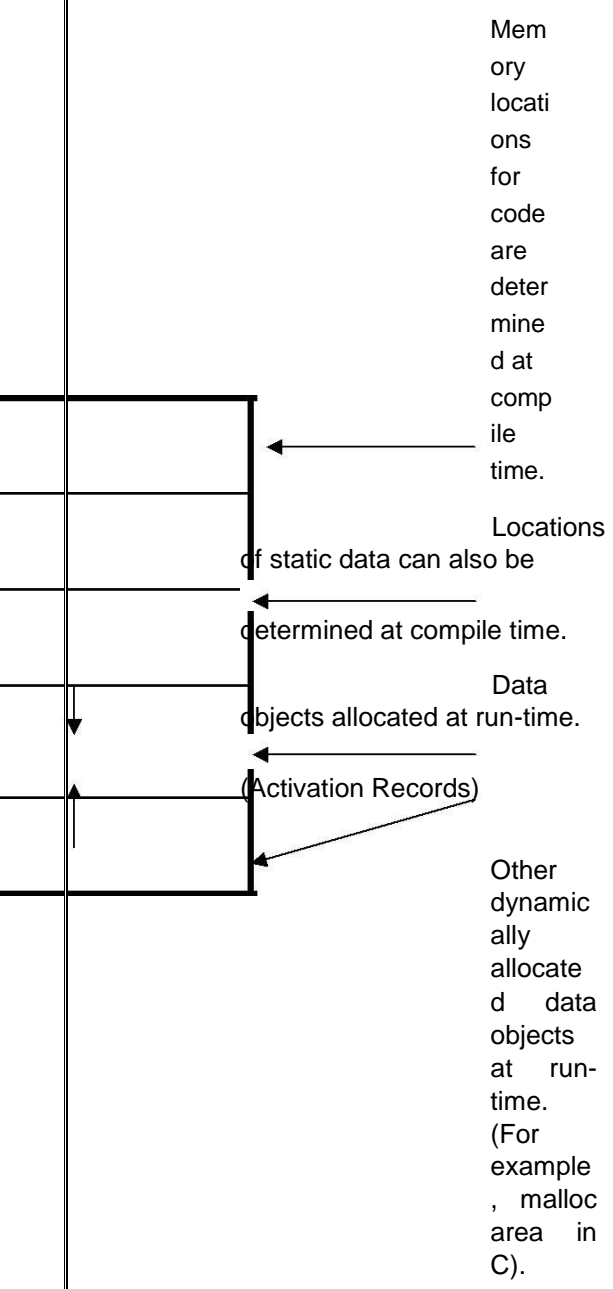 Mem
ory
locati
ons
for
code
are
deter
mine
d at
comp
ile
time.
Locations
of static data can also be
determined at compile time.
Data
objects allocated at run-time.
(Activation Records)
Other
dynamic
ally
allocate
d data
objects
at run-
time.
(For
example
, malloc
area in
C).